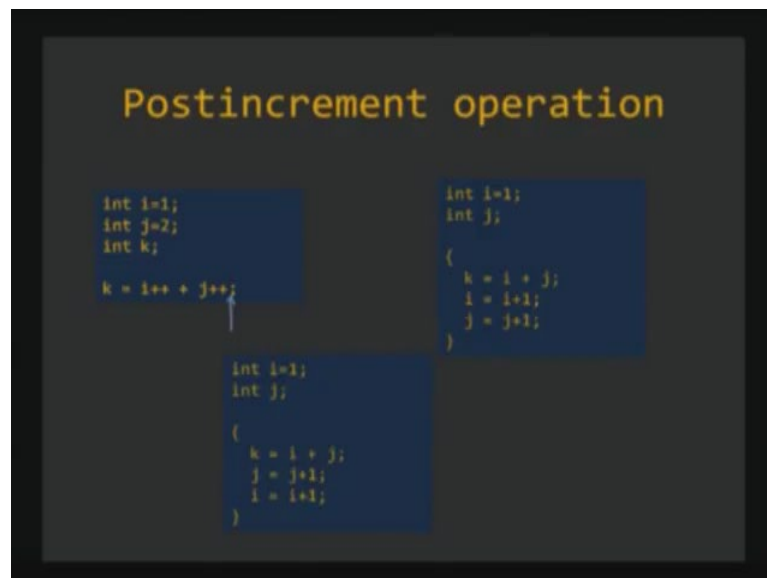 Postincrement operation
int i=1;
int j=2;
int k;
k = i++ + j++;
int i=1;
int j;
{
k = i + j;
i = i+1;
j = j+1;
}
int i=1;
int j;
{
k = i + j;
j = j+1;
i = i+1;
}